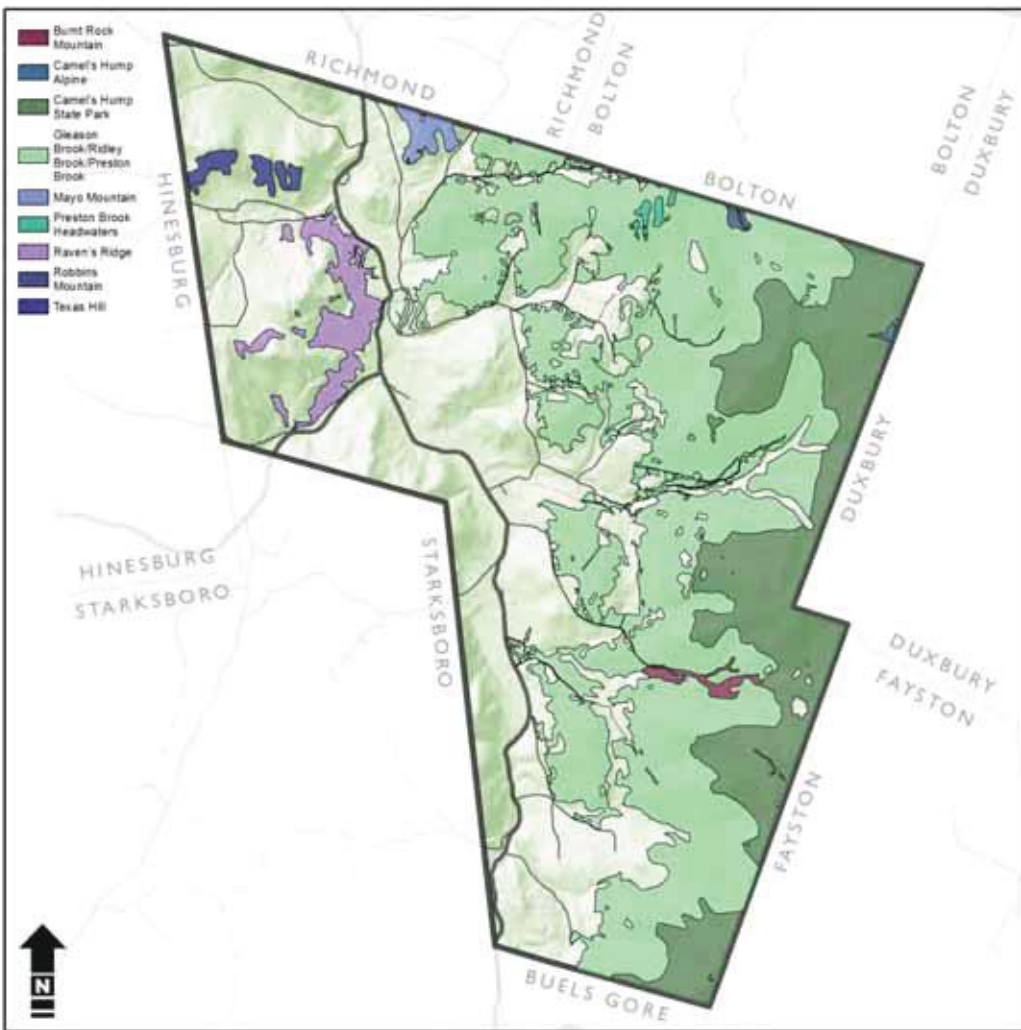 Burnt Rock
Mountain
Camel's Hump
Alpine
Camel's Hump
State Park
Gleason
Brook/Ridley
Brook/Preston
Brook
Mayo Mountain
Preston Brook
Headwaters
Raven's Ridge
Robbins
Mountain
Texas Hill
RICHMOND
RICHMOND
BOLTON
BOLTON
DUXBURY
BOLTON
HINESBURG
DUXBURY
HINESBURG
STARKSBORO
STARKSBORO
DUXBURY
FAYSTON
FAYSTON
BUELS GORE
N